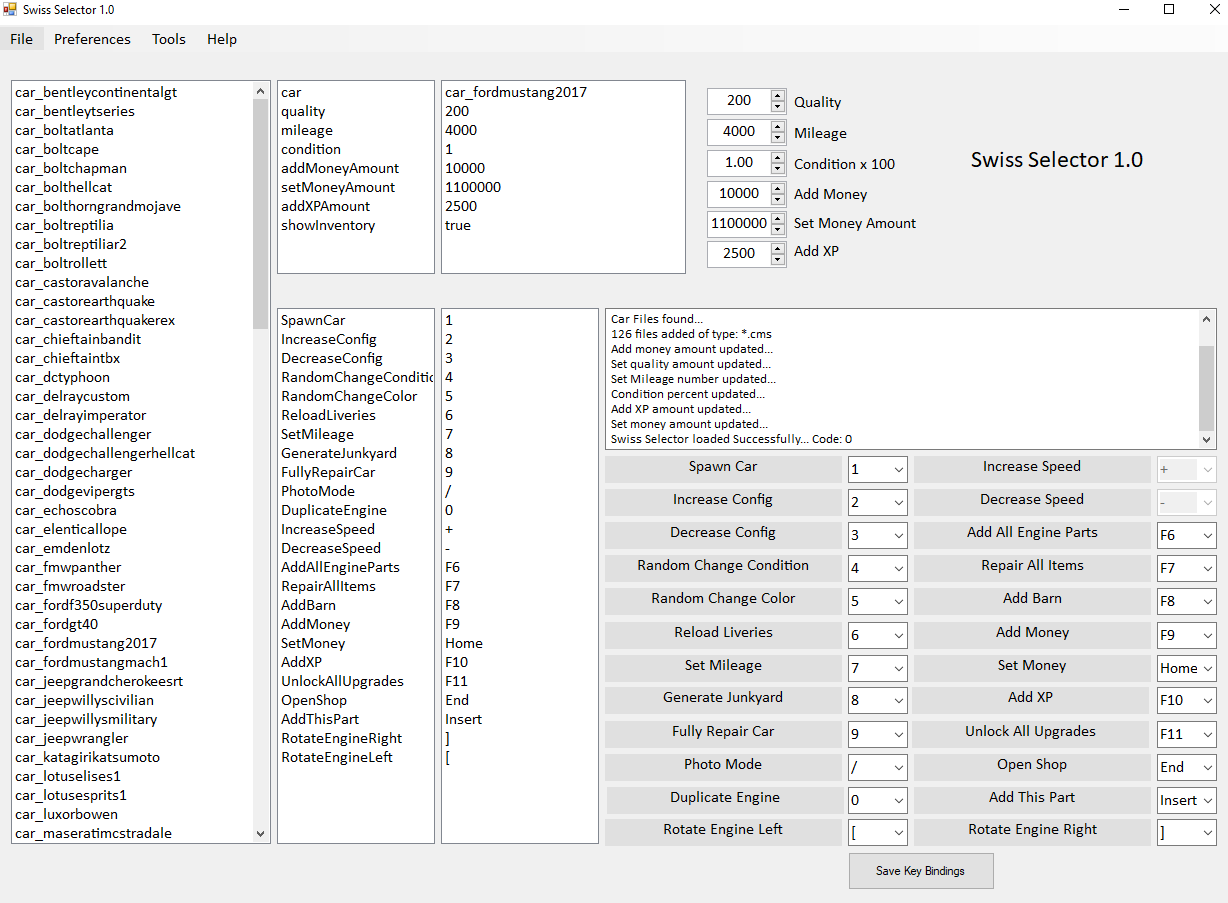 Swiss Selector 1.0
File Preferences Tools Help
car_bentleycontinentalgt
car_bentleytseries
car_boltatlanta
car_boltcape
car_boltchapman
car_bolthellcat
car_bolthorngrandmojave
car_boltreptilia
car_boltreptiliar2
car_boltrollett
car_castoravalanche
car_castorearthquake
car_castorearthquakerex
car_chieftainbandit
car_chieftaintbx
car_dctyphoon
car_delraycustom
car_delrayimperator
car_dodgechallenger
car_dodgechallengerhellcat
car_dodgecharger
car_dodgevipergts
car_echoscobra
car_elenticallope
car_emdenlotz
car_fmwpanther
car_fmwroadster
car_fordf350superduty
car_fordgt40
car_fordmustang2017
car_fordmustangmach1
car_jeepgrandcherokeesrt
car_jeepwillyscivilian
car_jeepwillysmilitary
car_jeepwrangler
car_katagirikatsumoto
car_lotuselises1
car_lotusesprits1
car_luxorbowen
car_maseratimcstradale
car car_fordmustang2017
quality 200
mileage 4000
condition 1
addMoneyAmount 10000
setMoneyAmount 1100000
addXPAmount 2500
showInventory true
200 Quality
4000 Mileage
1.00 Condition x 100
10000 Add Money
1100000 Set Money Amount
2500 Add XP
Swiss Selector 1.0
SpawnCar 1
IncreaseConfig 2
DecreaseConfig 3
RandomChangeConditic 4
RandomChangeColor 5
ReloadLiveries 6
SetMileage 7
GenerateJunkyard 8
FullyRepairCar 9
PhotoMode /
DuplicateEngine 0
IncreaseSpeed +
DecreaseSpeed -
AddAllEngineParts F6
RepairAllItems F7
AddBarn F8
AddMoney F9
SetMoney Home
AddXP F10
UnlockAllUpgrades F11
OpenShop End
AddThisPart Insert
RotateEngineRight ]
RotateEngineLeft [
Car Files found...
126 files added of type: *.cms
Add money amount updated...
Set quality amount updated...
Set Mileage number updated...
Condition percent updated...
Add XP amount updated...
Set money amount updated...
Swiss Selector loaded Successfully... Code: 0
Spawn Car 1 Increase Speed +
Increase Config 2 Decrease Speed -
Decrease Config 3 Add All Engine Parts F6
Random Change Condition 4 Repair All Items F7
Random Change Color 5 Add Barn F8
Reload Liveries 6 Add Money F9
Set Mileage 7 Set Money Home
Generate Junkyard 8 Add XP F10
Fully Repair Car 9 Unlock All Upgrades F11
Photo Mode / Open Shop End
Duplicate Engine 0 Add This Part Insert
Rotate Engine Left [ Rotate Engine Right ]
Save Key Bindings